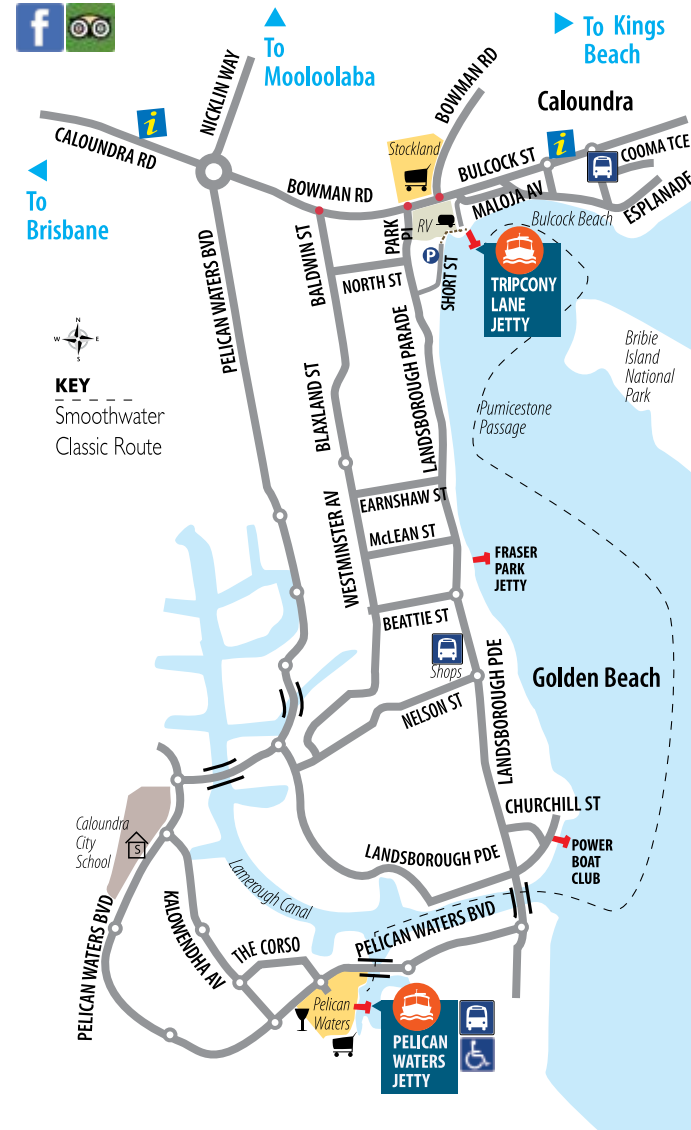 f
To
Mooloolaba
To Kings
Beach
NICKLIN WAY
BOWMAN RD
Caloundra
i
CALOUNDRA RD
Stockland
BULCOCK ST
i
COOMA TCE
To
Brisbane
BOWMAN RD
MALOJA AV
ESPLANADE
Bulcock Beach
RV
PARK
PL
P
PELICAN WATERS BVD
BALDWIN ST
NORTH ST
SHORT ST
TRIPCONY
LANE
JETTY
N
W E
S
KEY
Smoothwater
Classic Route
Bribie
Island
National
Park
LANDSBOROUGH PARADE
BLAXLAND ST
Pumicestone
Passage
EARNSHAW ST
WESTMINSTER AV
McLEAN ST
FRASER
PARK
JETTY
BEATTIE ST
Shops
LANDSBOROUGH PDE
Golden Beach
NELSON ST
CHURCHILL ST
Caloundra
City
School
S
LANDSBOROUGH PDE
POWER
BOAT
CLUB
Lamerough Canal
KALOWENDHA AV
PELICAN WATERS BVD
THE CORSO
PELICAN WATERS BVD
Pelican
Waters
PELICAN
WATERS
JETTY